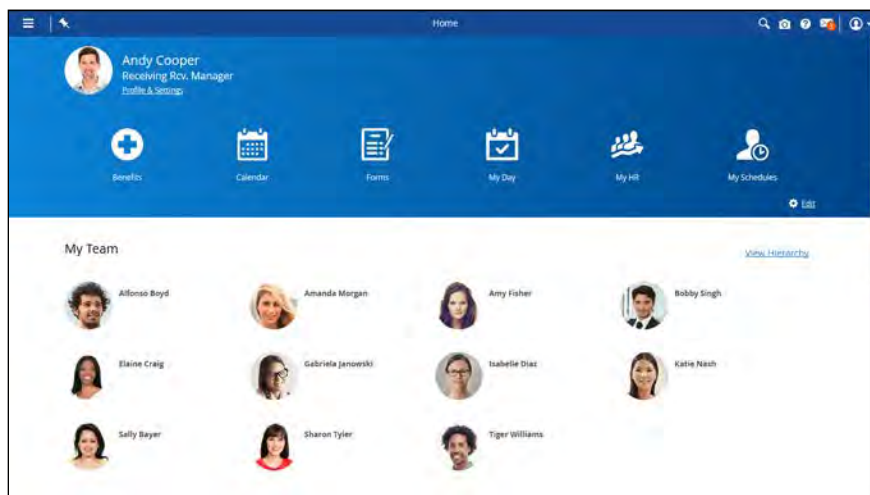 Home
Andy Cooper
Receiving Rcv. Manager
Profile & Settings
Benefits Calendar Forms My Day My HR My Schedules
Edit
My Team
View Hierarchy
Alfonso Boyd Amanda Morgan Amy Fisher Bobby Singh
Elaine Craig Gabriela Janowski Isabelle Diaz Katie Nash
Sally Bayer Sharon Tyler Tiger Williams